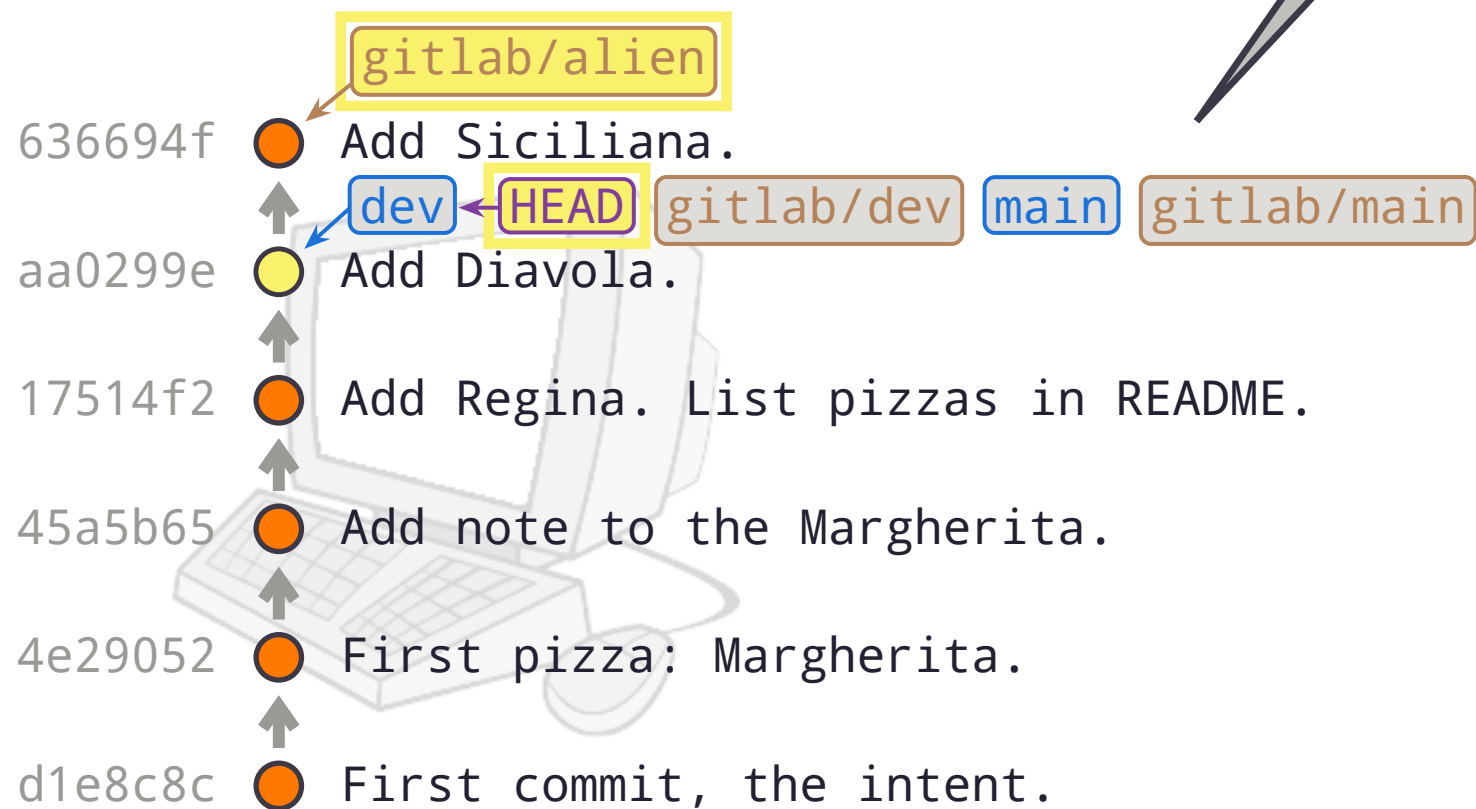 gitlab/alien
636694f Add Siciliana.
dev HEAD gitlab/dev main gitlab/main
aa0299e Add Diavola.
17514f2 Add Regina. List pizzas in README.
45a5b65 Add note to the Margherita.
4e29052 First pizza: Margherita.
d1e8c8c First commit, the intent.